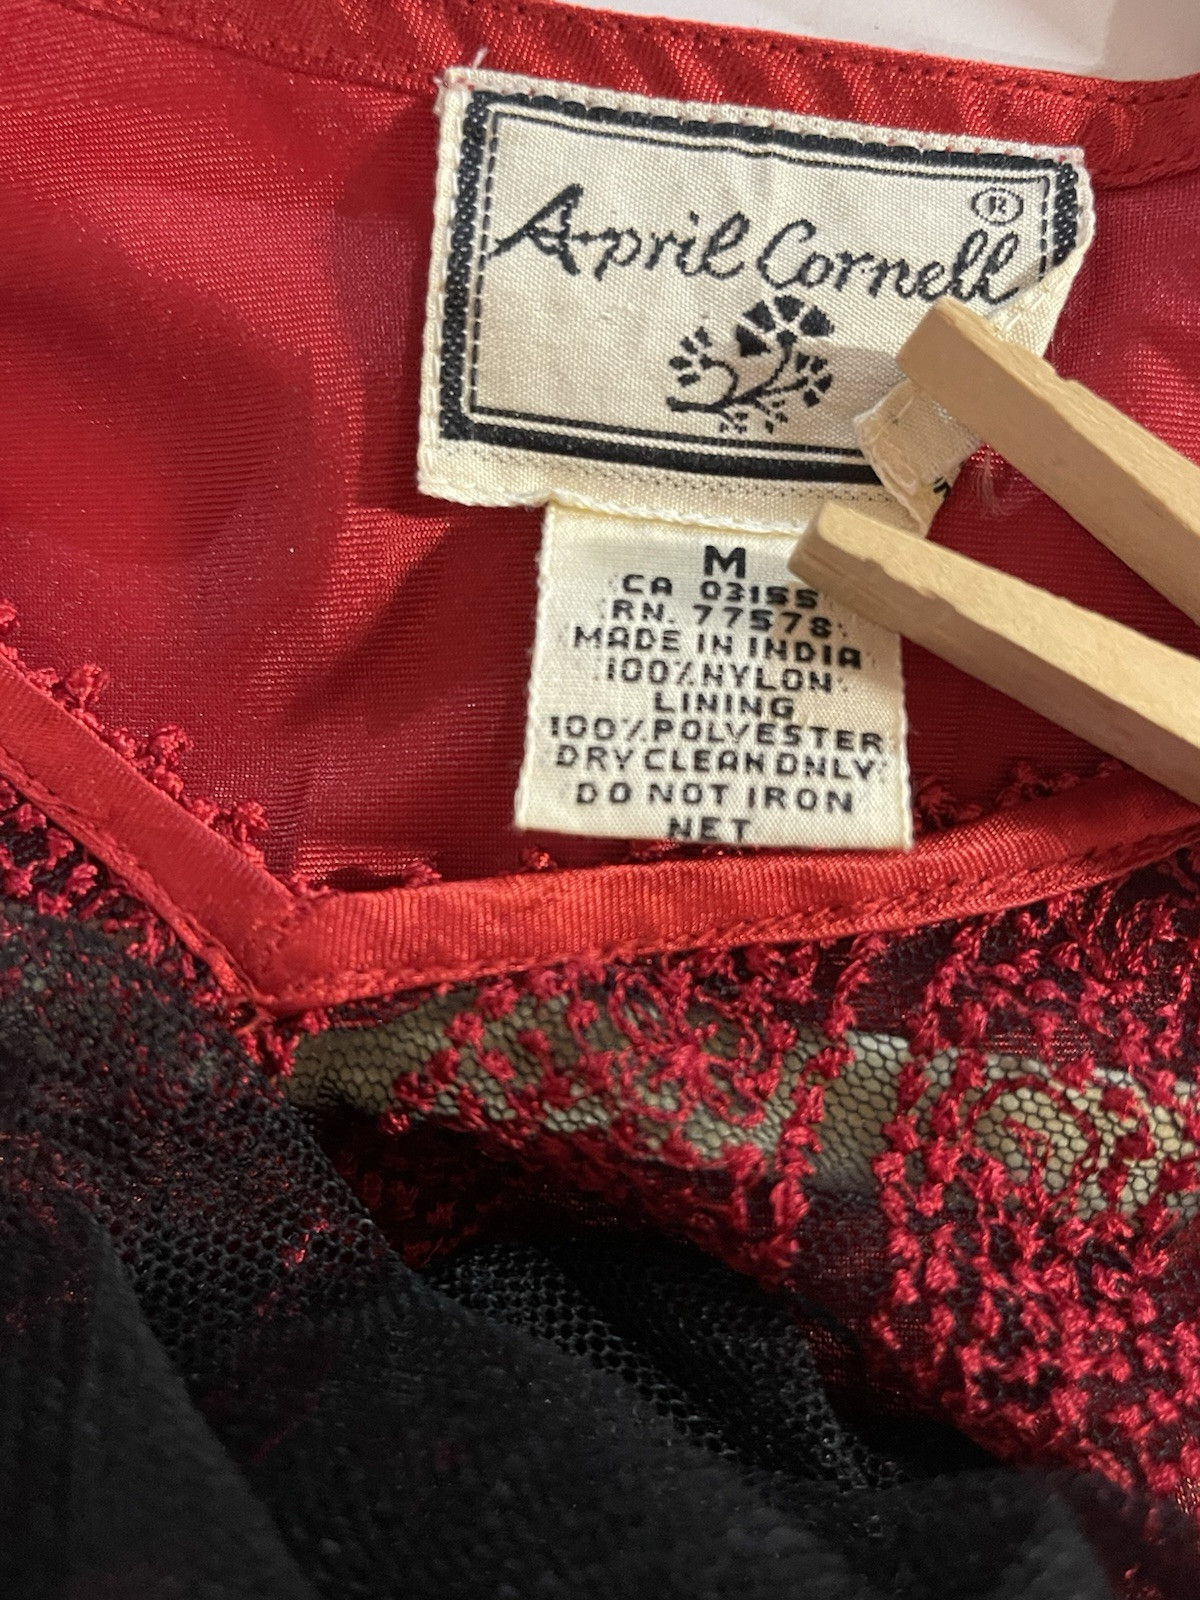 April Cornell ®
M
CA 03155
RN. 77578
MADE IN INDIA
100%NYLON
LINING
100%POLYESTER
DRY CLEAN ONLY
DO NOT IRON
NET